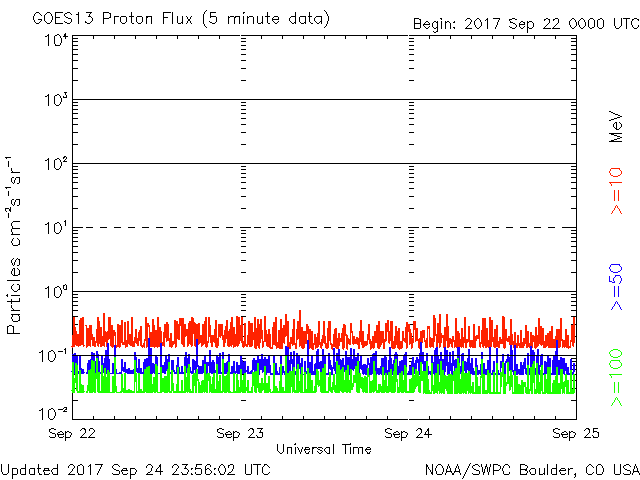 GOES13 Proton Flux (5 minute data)
Begin: 2017 Sep 22 0000 UTC
10⁴
10³
10²
10¹
10⁰
10⁻¹
10⁻²
Particles cm⁻²s⁻¹sr⁻¹
MeV
>=10
>=50
>=100
Sep 22
Sep 23
Sep 24
Sep 25
Universal Time
Updated 2017 Sep 24 23:56:02 UTC
NOAA/SWPC Boulder, CO USA